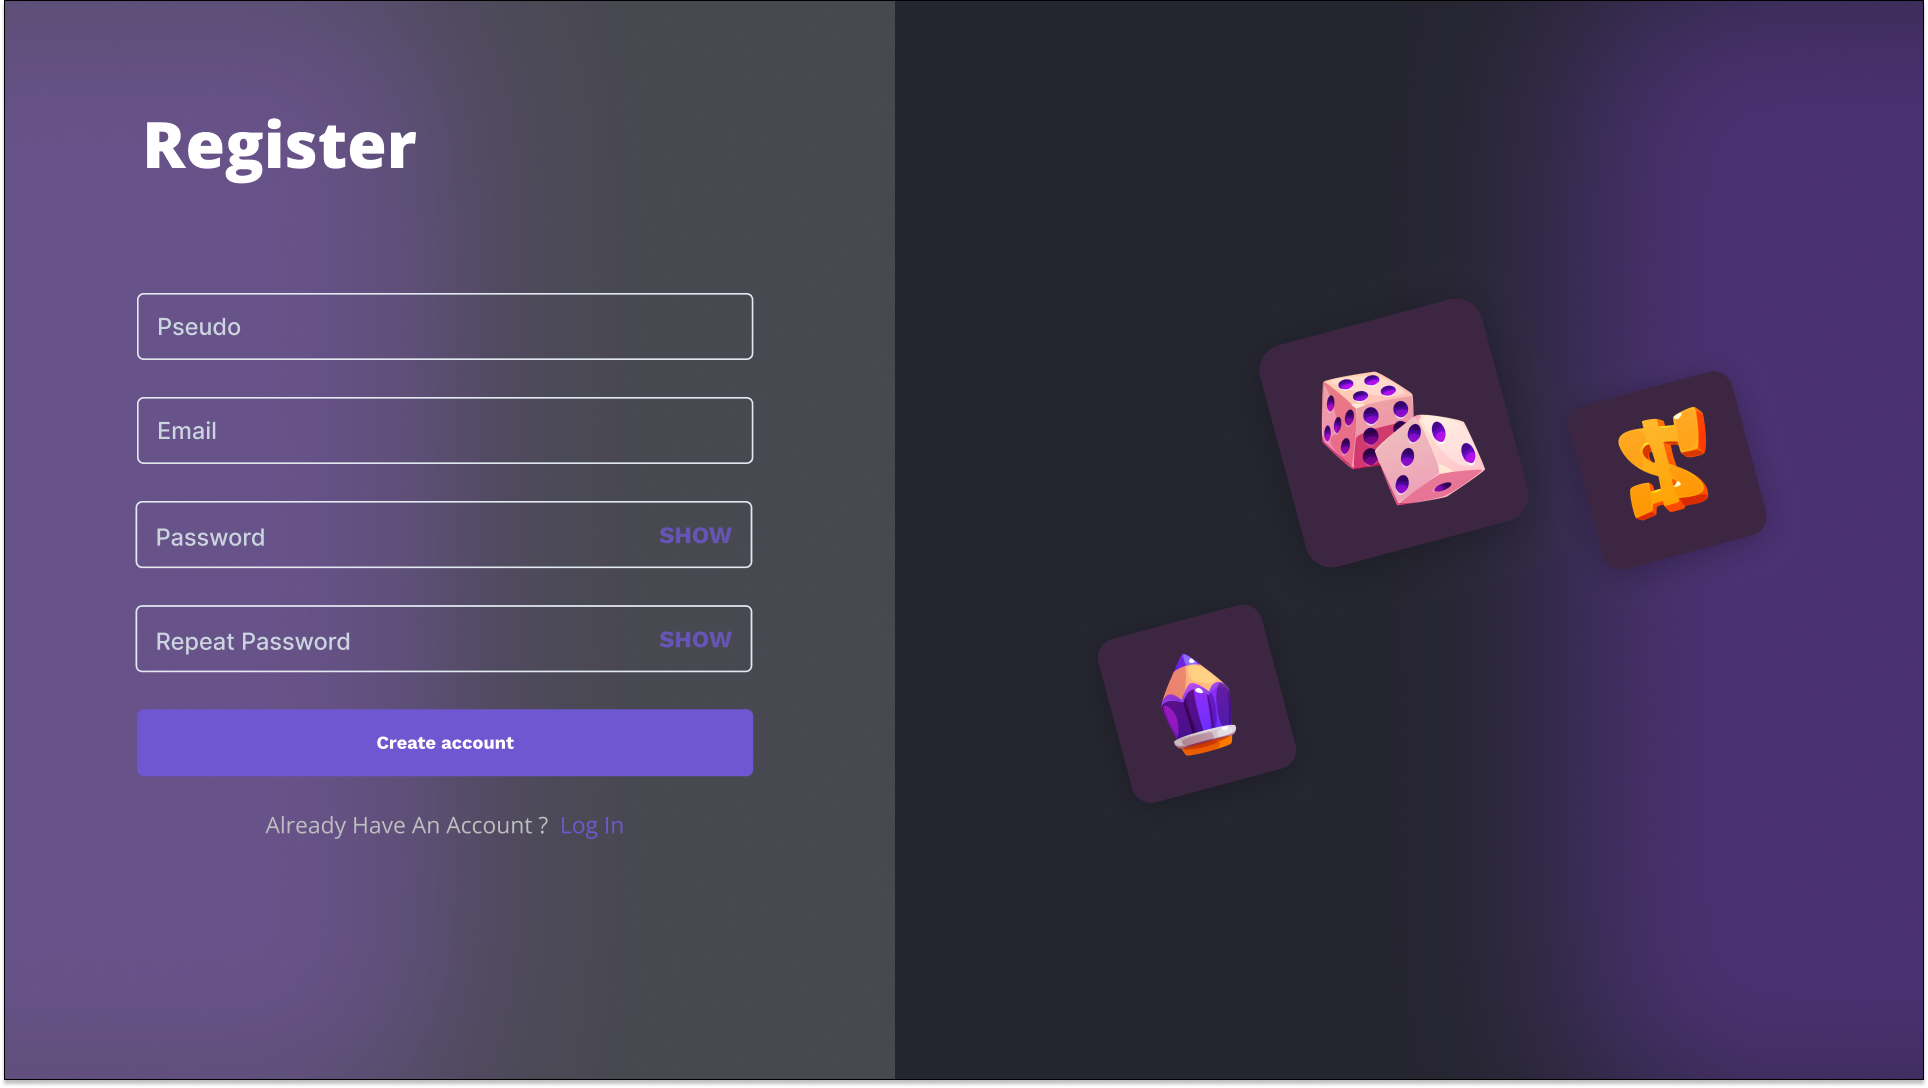 Register
Pseudo
Email
Password SHOW
Repeat Password SHOW
Create account
Already Have An Account ? Log In